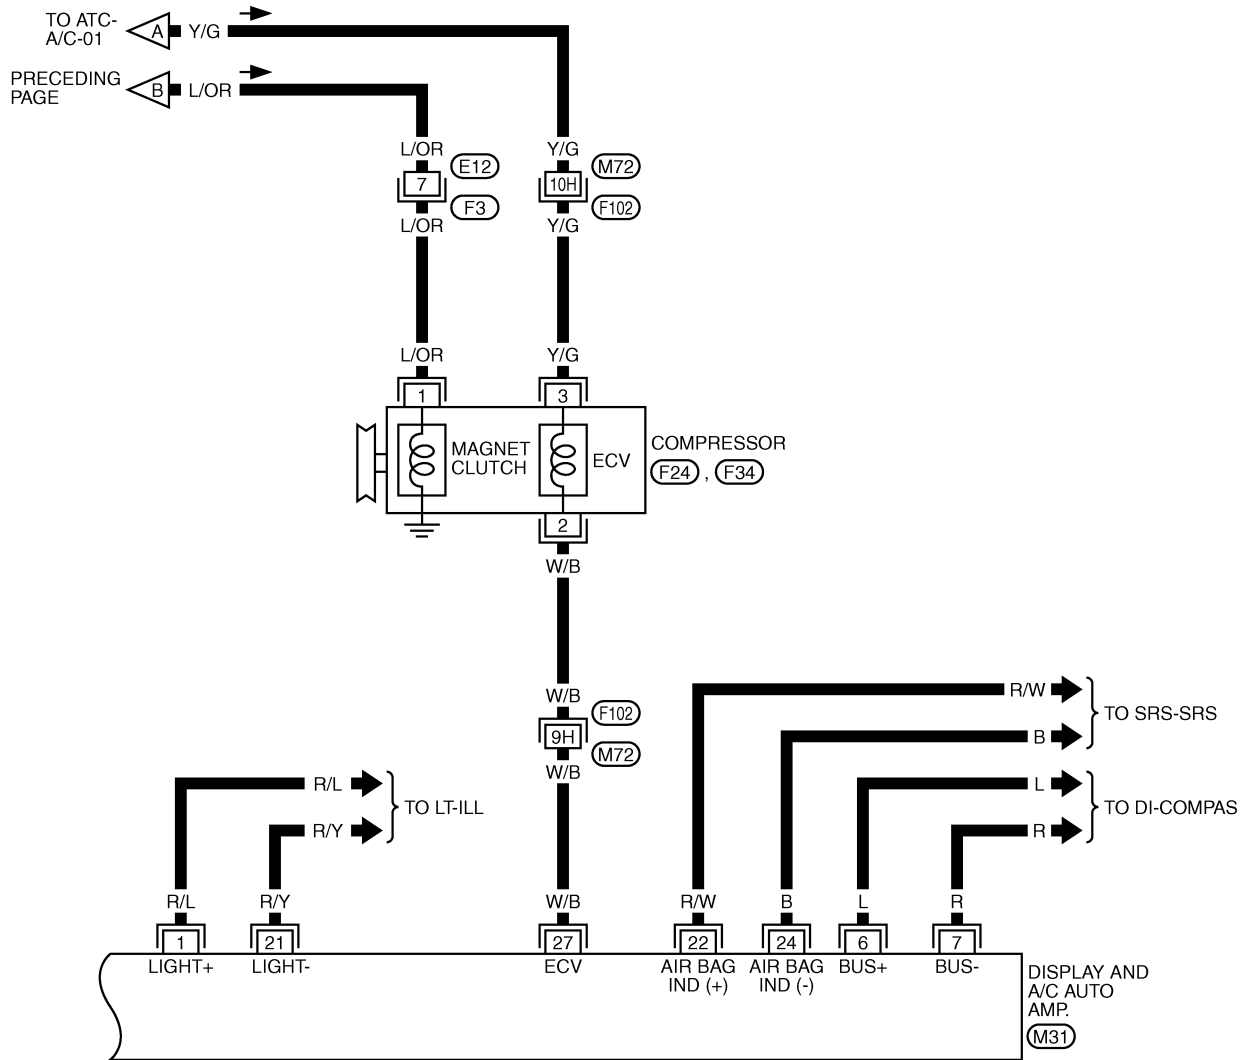 TO ATC-
A/C-01
A
Y/G
PRECEDING
PAGE
B
L/OR
L/OR
Y/G
E12
M72
7
10H
F3
F102
L/OR
Y/G
L/OR
Y/G
1
3
MAGNET
CLUTCH
ECV
COMPRESSOR
F24 , F34
2
W/B
W/B
F102
9H
M72
W/B
R/W
TO SRS-SRS
B
R/L
TO LT-ILL
R/Y
L
TO DI-COMPAS
R
R/L
R/Y
W/B
R/W
B
L
R
1
21
27
22
24
6
7
LIGHT+
LIGHT-
ECV
AIR BAG
IND (+)
AIR BAG
IND (-)
BUS+
BUS-
DISPLAY AND
A/C AUTO
AMP.
M31